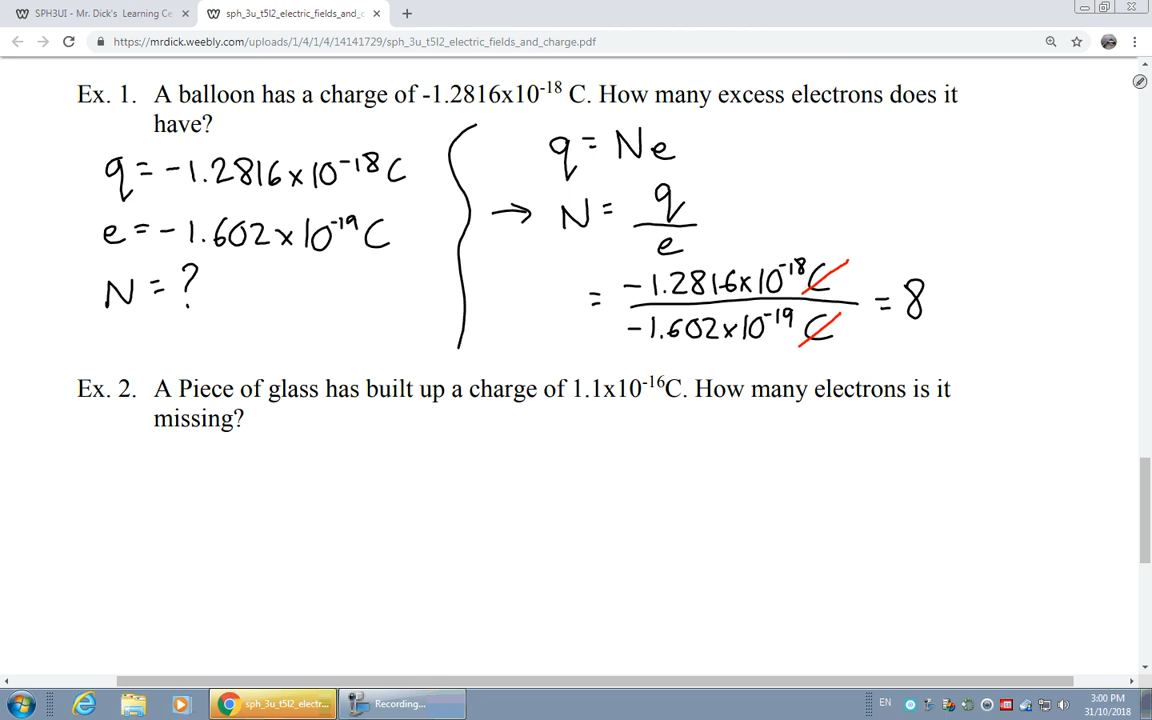 SPH3UI - Mr. Dick's Learning Ce
sph_3u_t5l2_electric_fields_and_c
https://mrdick.weebly.com/uploads/1/4/1/4/14141729/sph_3u_t5l2_electric_fields_and_charge.pdf
Ex. 1. A balloon has a charge of -1.2816x10⁻¹⁸ C. How many excess electrons does it
have?
q = -1.2816 x 10⁻¹⁸ C
e = -1.602 x 10⁻¹⁹ C
N = ?
q = Ne
→ N = q/e
= -1.2816 x 10⁻¹⁸ C / -1.602 x 10⁻¹⁹ C = 8
Ex. 2. A Piece of glass has built up a charge of 1.1x10⁻¹⁶C. How many electrons is it
missing?
sph_3u_t5l2_electr...
Recording...
EN
3:00 PM
31/10/2018